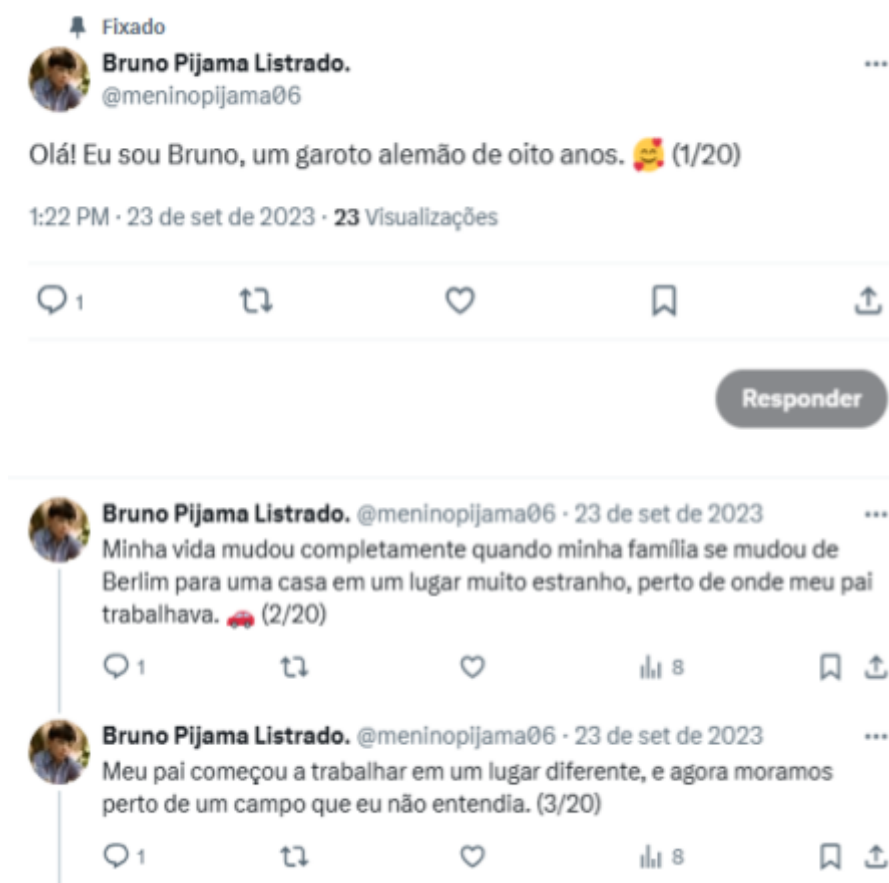 Fixado
Bruno Pijama Listrado.
@meninopijama06
Olá! Eu sou Bruno, um garoto alemão de oito anos. 🥰 (1/20)
1:22 PM · 23 de set de 2023 · 23 Visualizações
1
Responder
Bruno Pijama Listrado. @meninopijama06 · 23 de set de 2023
Minha vida mudou completamente quando minha família se mudou de
Berlim para uma casa em um lugar muito estranho, perto de onde meu pai
trabalhava. 🚗 (2/20)
1 8
Bruno Pijama Listrado. @meninopijama06 · 23 de set de 2023
Meu pai começou a trabalhar em um lugar diferente, e agora moramos
perto de um campo que eu não entendia. (3/20)
1 8